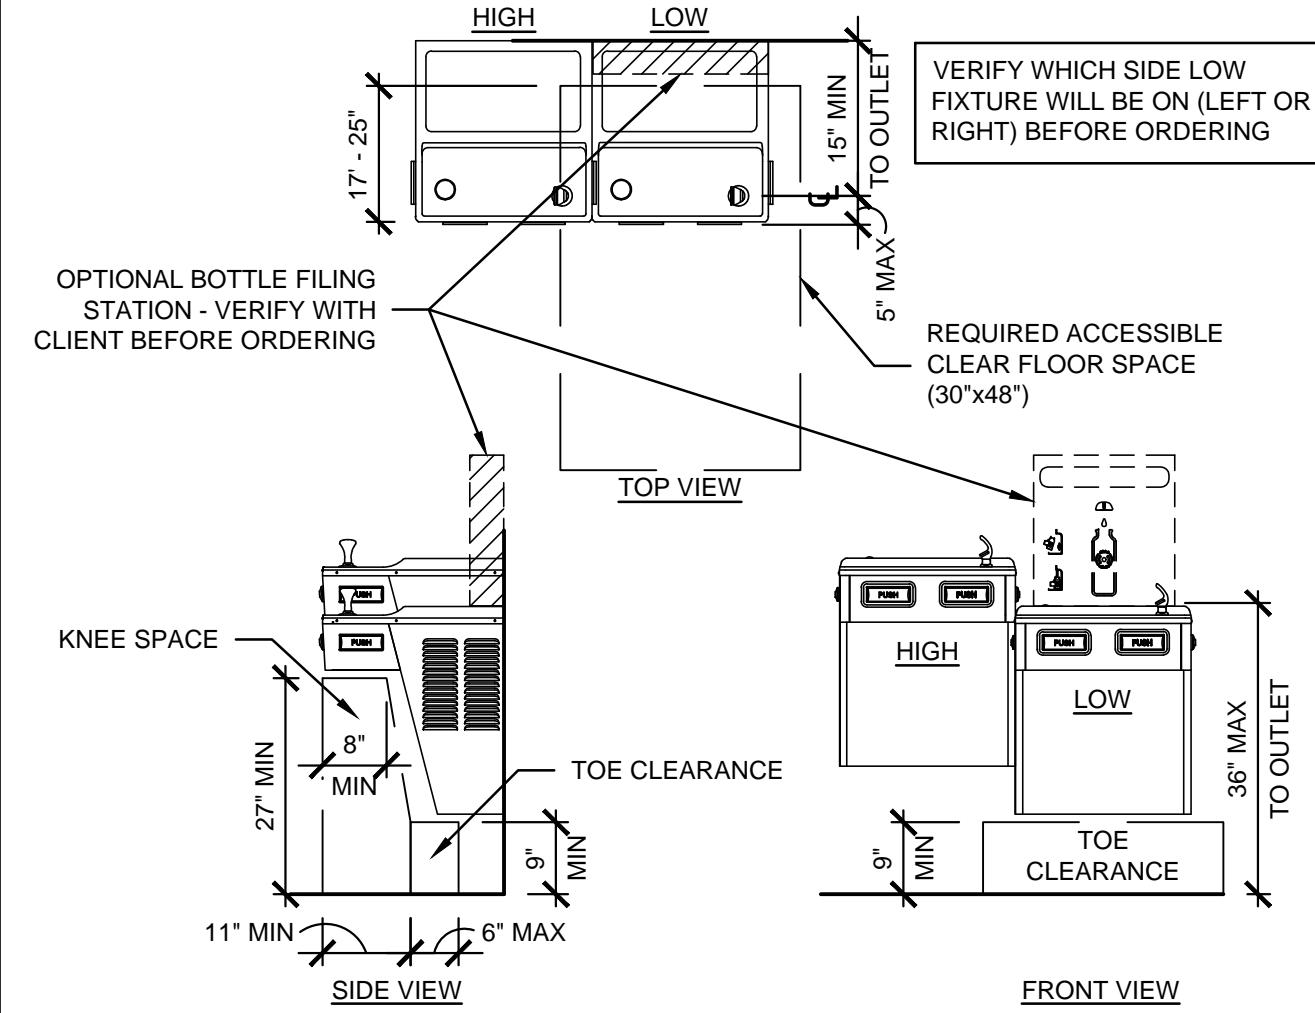 HIGH
LOW
VERIFY WHICH SIDE LOW
FIXTURE WILL BE ON (LEFT OR
RIGHT) BEFORE ORDERING
17' - 25"
15" MIN
TO OUTLET
5" MAX
OPTIONAL BOTTLE FILING
STATION - VERIFY WITH
CLIENT BEFORE ORDERING
REQUIRED ACCESSIBLE
CLEAR FLOOR SPACE
(30"x48")
TOP VIEW
PUSH
PUSH
KNEE SPACE
27" MIN
8"
MIN
TOE CLEARANCE
9"
MIN
11" MIN
6" MAX
SIDE VIEW
PUSH
PUSH
HIGH
PUSH
PUSH
LOW
36" MAX
TO OUTLET
9"
MIN
TOE
CLEARANCE
FRONT VIEW